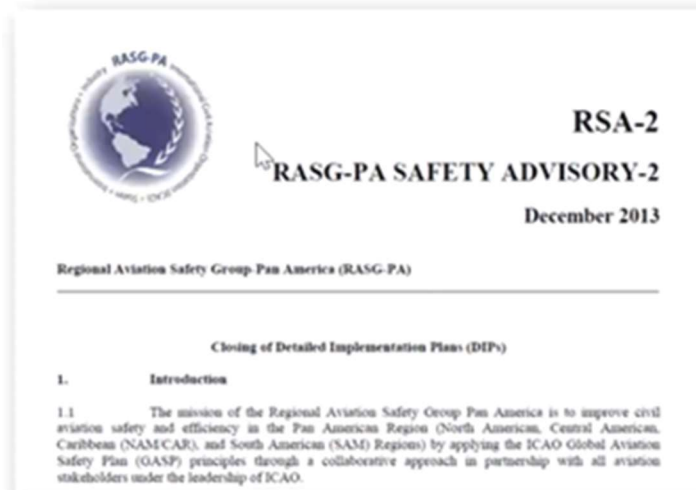 RASG-PA
RSA-2
RASG-PA SAFETY ADVISORY-2
December 2013
Regional Aviation Safety Group-Pan America (RASG-PA)
Closing of Detailed Implementation Plans (DIPs)
1. Introduction
1.1 The mission of the Regional Aviation Safety Group Pan America is to improve civil
aviation safety and efficiency in the Pan American Region (North American, Central American,
Caribbean (NAM/CAR), and South American (SAM) Regions) by applying the ICAO Global Aviation
Safety Plan (GASP) principles through a collaborative approach in partnership with all aviation
stakeholders under the leadership of ICAO.